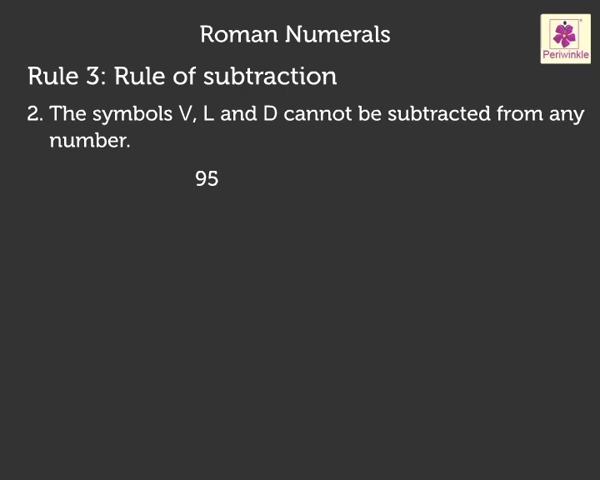 Roman Numerals
Periwinkle
Rule 3: Rule of subtraction
2. The symbols V, L and D cannot be subtracted from any
number.
95